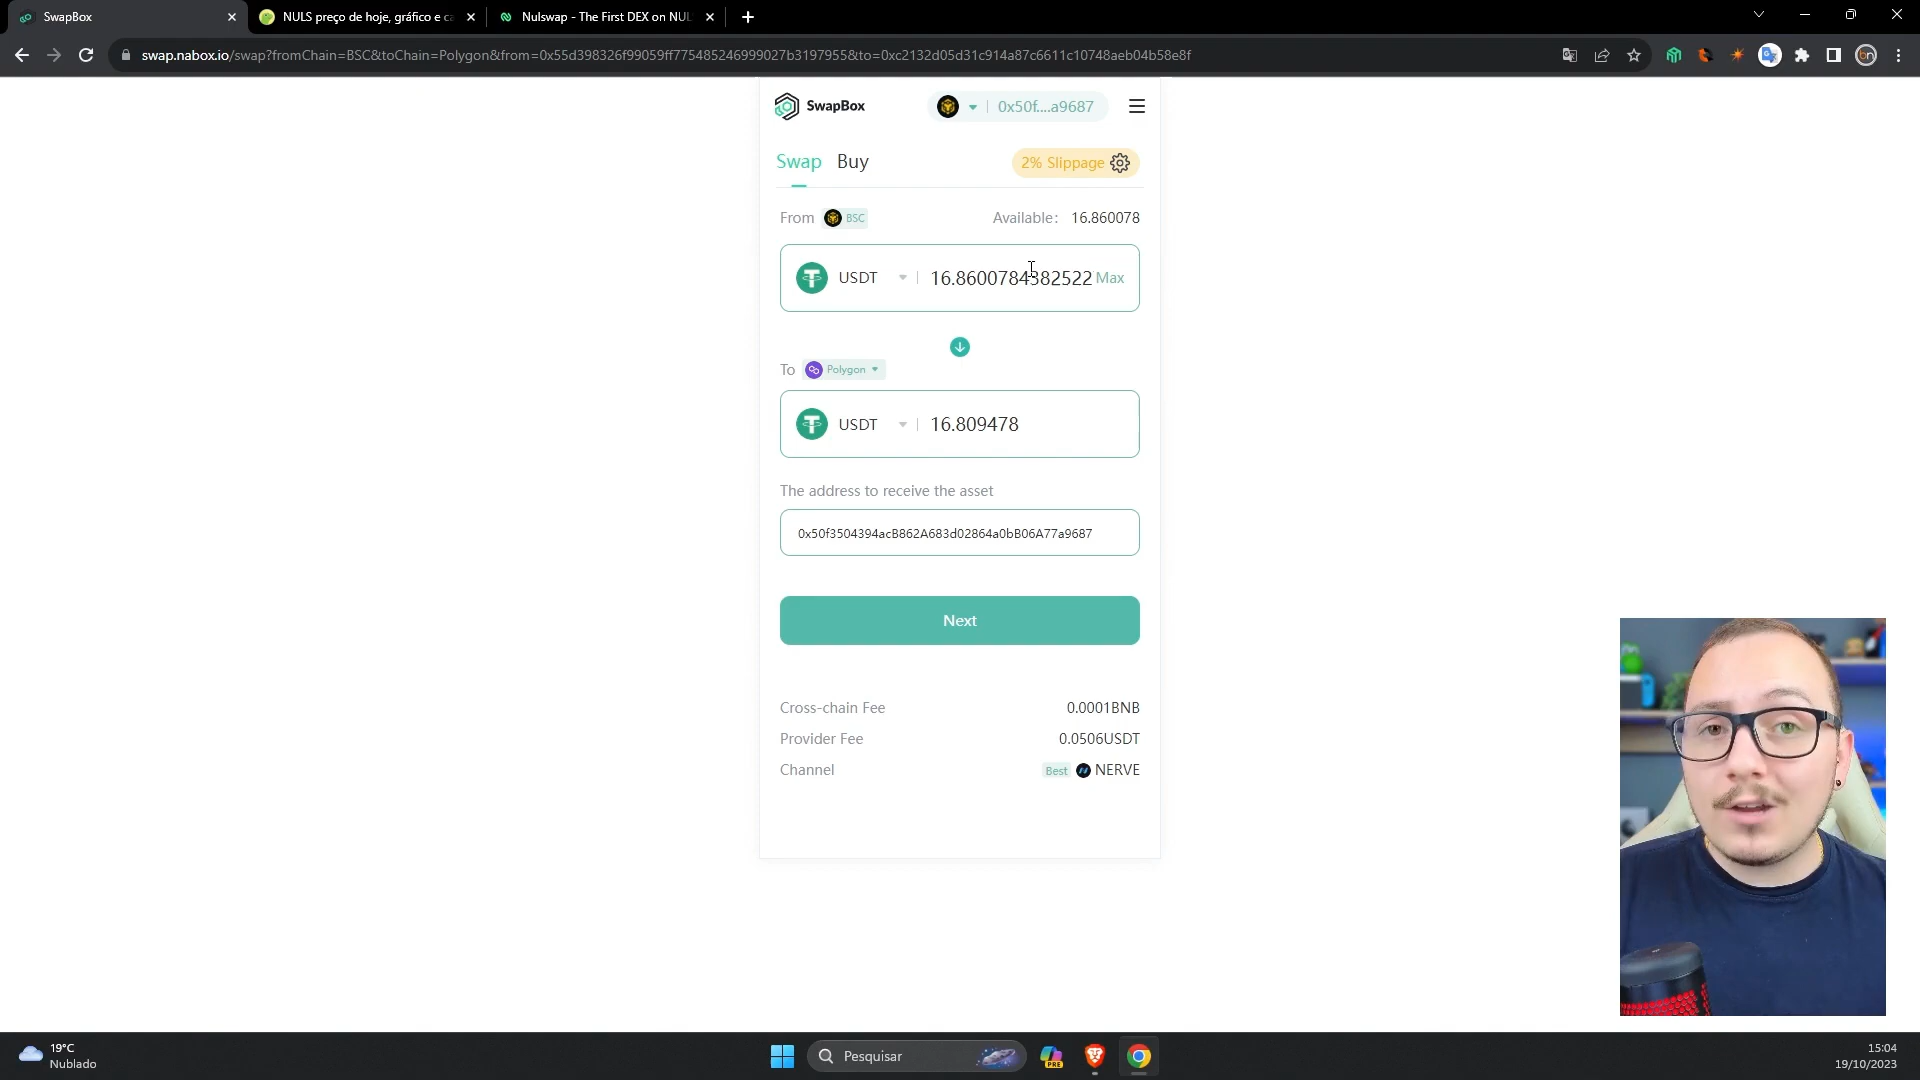 SwapBox
NULS preço de hoje, gráfico e ca
Nulswap - The First DEX on NUL
swap.nabox.io/swap?fromChain=BSC&toChain=Polygon&from=0x55d398326f99059ff775485246999027b3197955&to=0xc2132d05d31c914a87c6611c10748aeb04b58e8f
SwapBox
0x50f....a9687
Swap Buy
2% Slippage
From BSC
Available: 16.860078
USDT 16.8600784382522 Max
To Polygon
USDT 16.809478
The address to receive the asset
0x50f3504394acB862A683d02864a0bB06A77a9687
Next
Cross-chain Fee 0.0001BNB
Provider Fee 0.0506USDT
Channel Best NERVE
19°C
Nublado
Pesquisar
PRE
15:04
19/10/2023